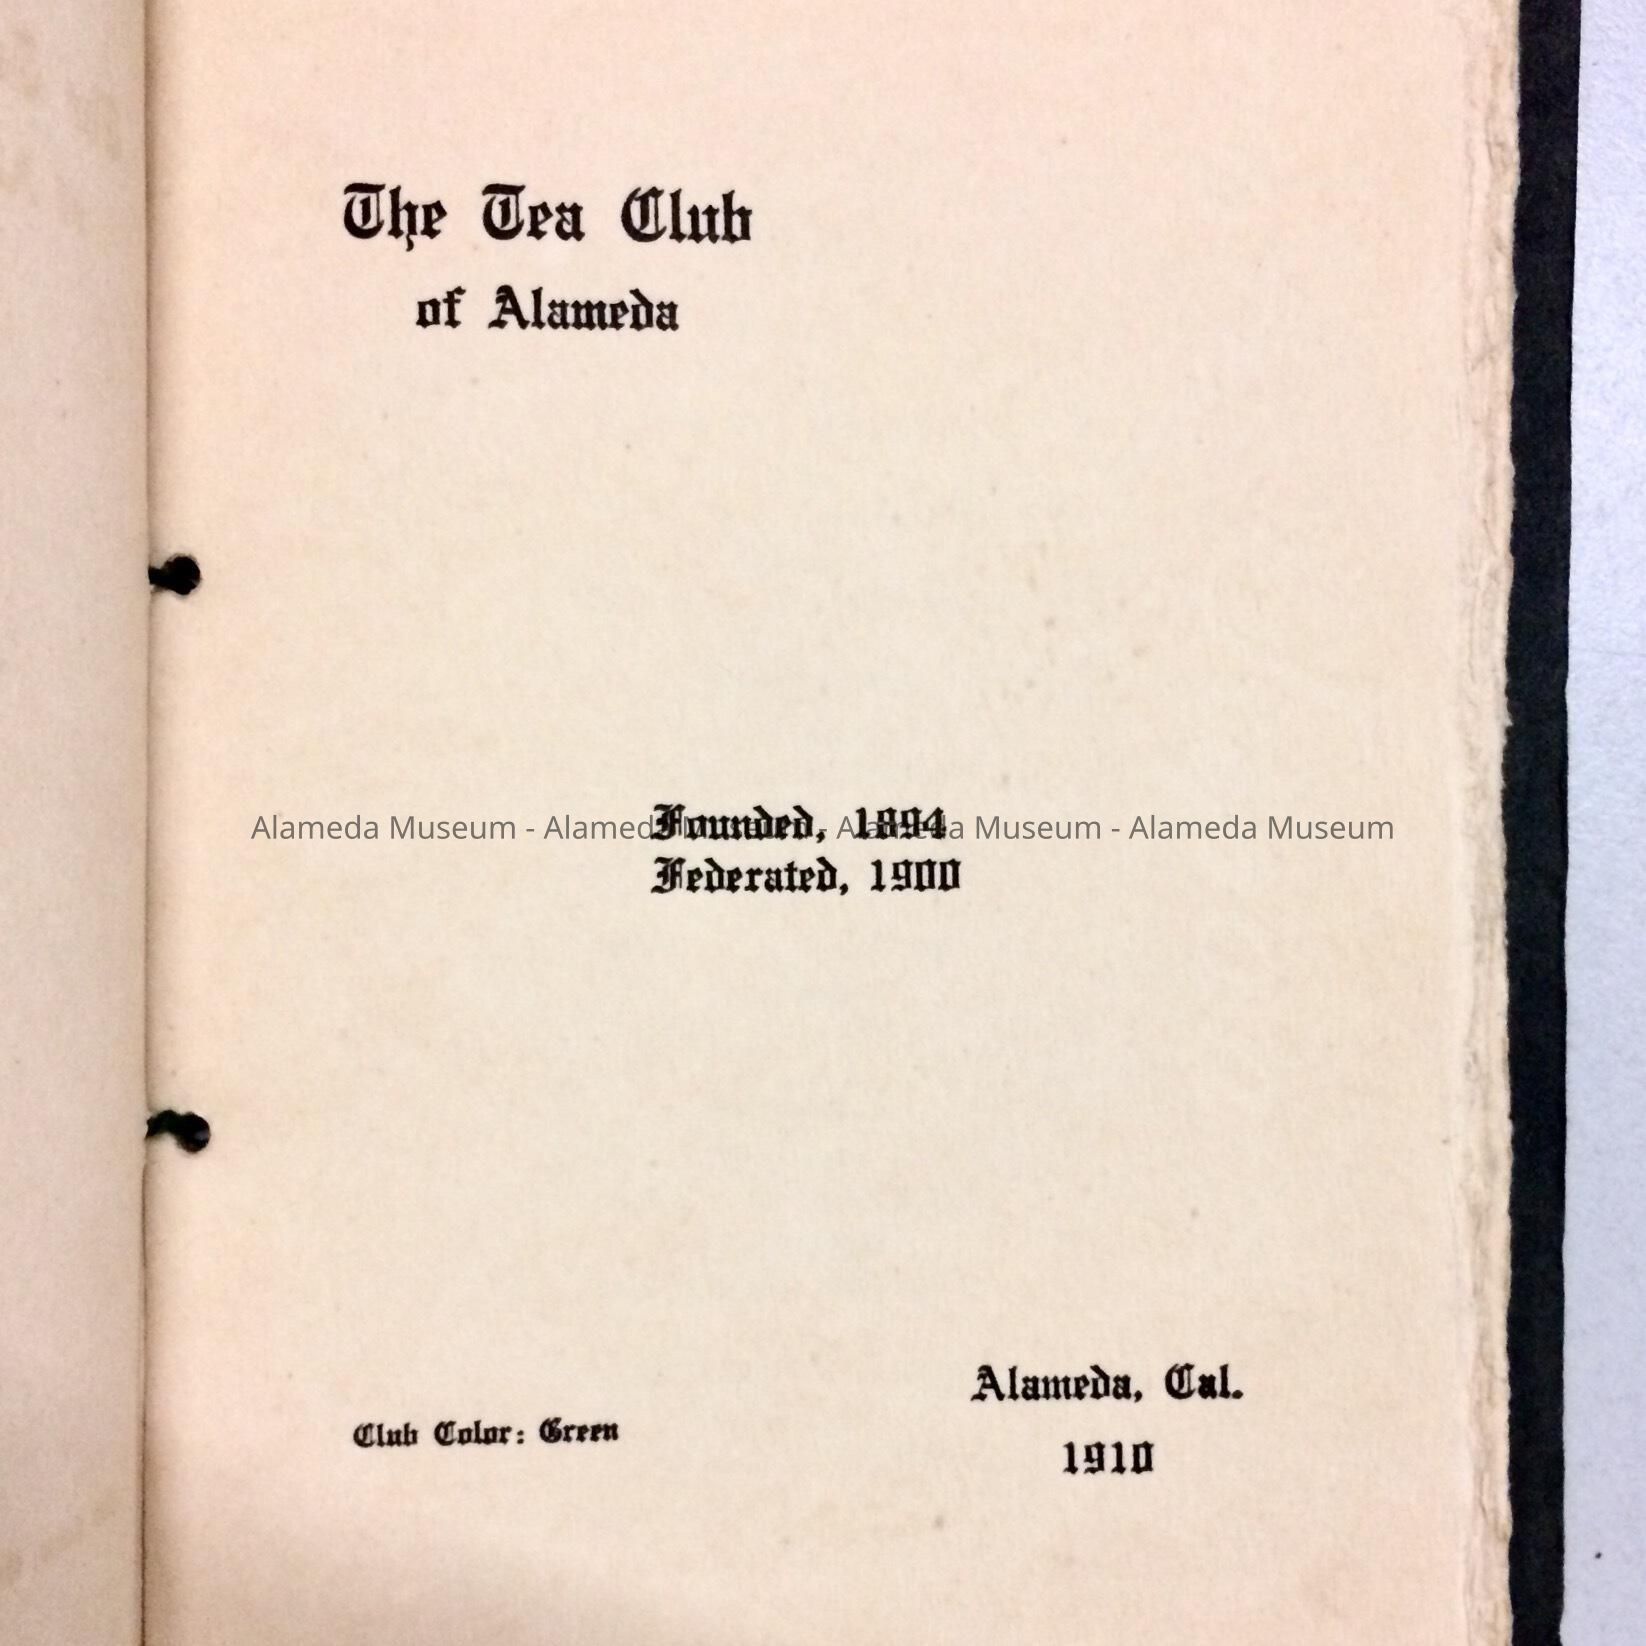 The Tea Club
of Alameda
Founded, 1894
Alameda Museum - Alameda Museum - Alameda Museum - Alameda Museum
Federated, 1900
Alameda, Cal.
Club Color: Green
1910